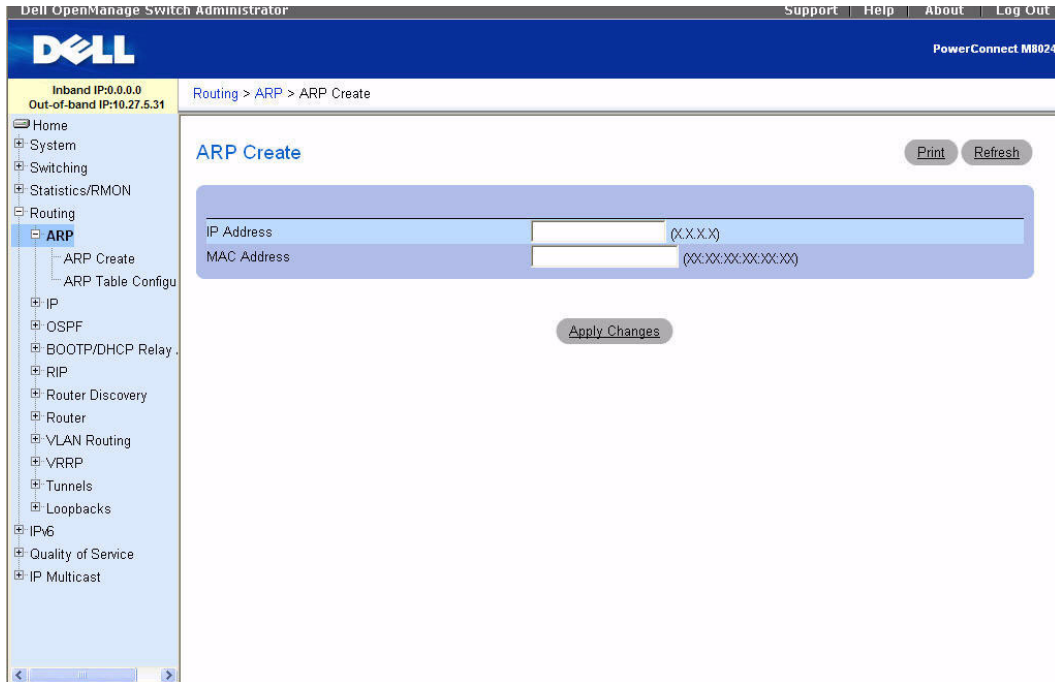 Dell OpenManage Switch Administrator
Support | Help | About | Log Out
DELL
PowerConnect M8024
Inband IP:0.0.0.0
Out-of-band IP:10.27.5.31
Routing > ARP > ARP Create
Home
System
Switching
Statistics/RMON
Routing
ARP
ARP Create
ARP Table Configu
IP
OSPF
BOOTP/DHCP Relay
RIP
Router Discovery
Router
VLAN Routing
VRRP
Tunnels
Loopbacks
IPv6
Quality of Service
IP Multicast
ARP Create
Print
Refresh
IP Address (X.X.X.X)
MAC Address (XX:XX:XX:XX:XX:XX)
Apply Changes